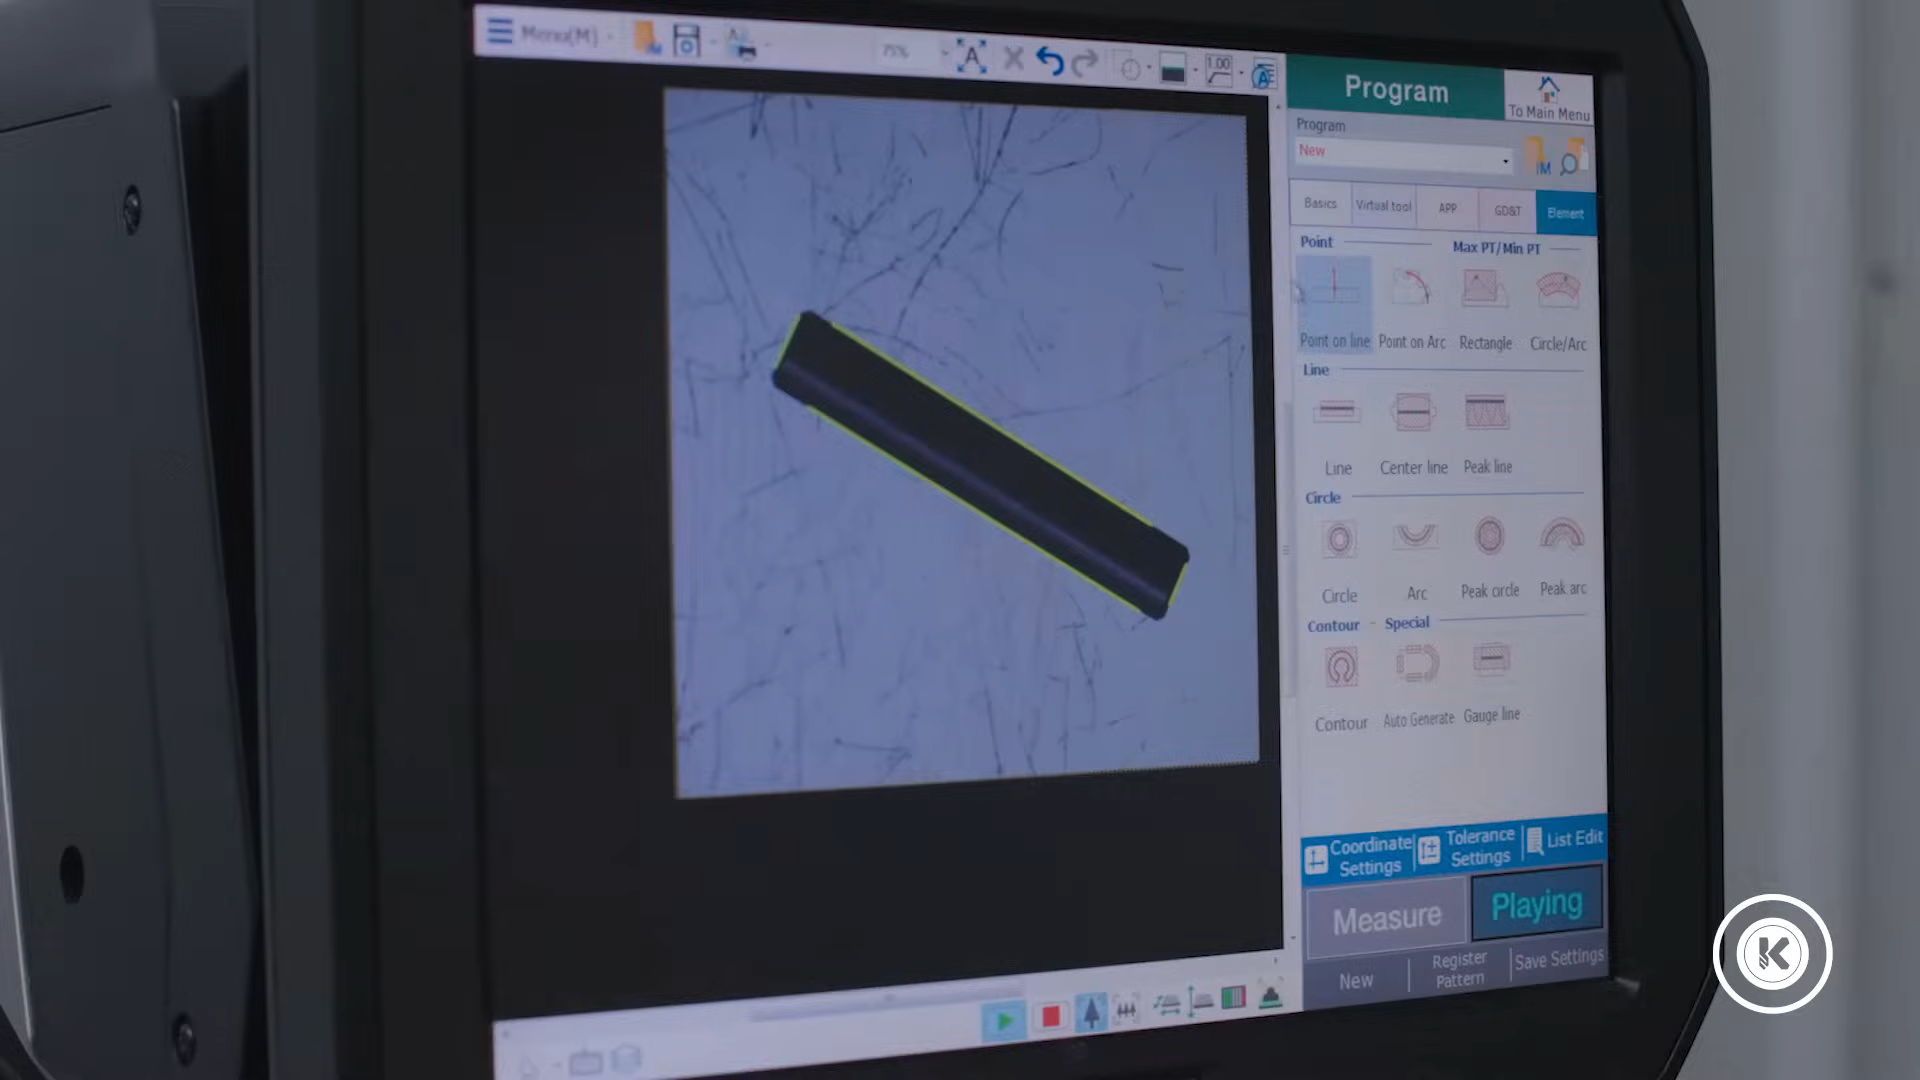 Menu(M)
75%
1.00
Program
To Main Menu
Program
New
Basics
Virtual tool
APP
GD&T
Element
Point
Max PT/Min PT
Point on line
Point on Arc
Rectangle
Circle/Arc
Line
Line
Center line
Peak line
Circle
Circle
Arc
Peak circle
Peak arc
Contour
Special
Contour
Auto Generate
Gauge line
Coordinate
Settings
Tolerance
Settings
List Edit
Measure
Playing
New
Register
Pattern
Save Settings
K